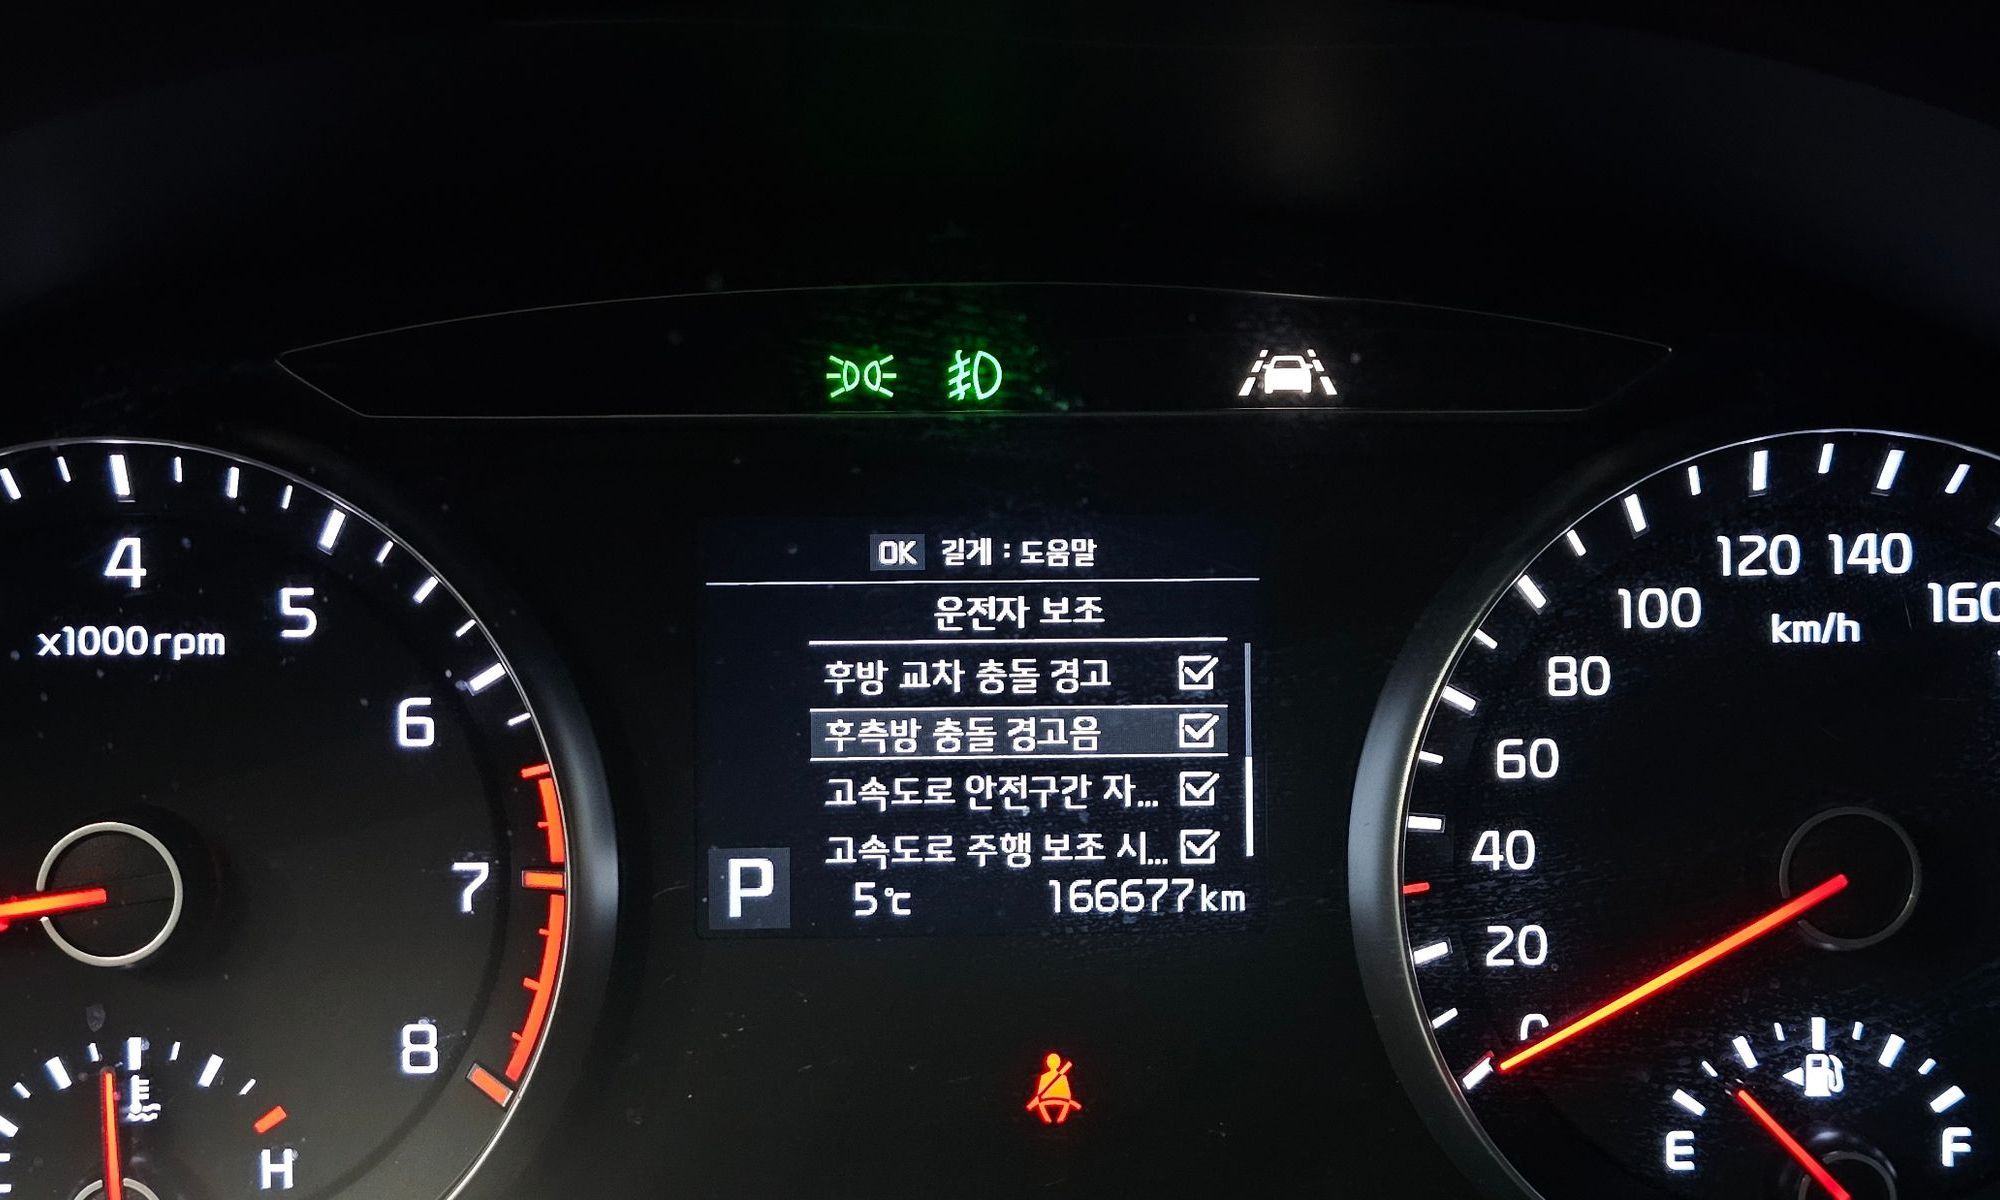 OK 길게 : 도움말
운전자 보조
후방 교차 충돌 경고
후측방 충돌 경고음
고속도로 안전구간 자...
고속도로 주행 보조 시...
P 5℃ 166677km
4
5
x1000rpm
6
7
8
H
120 140
100 160
km/h
80
60
40
20
0
E F